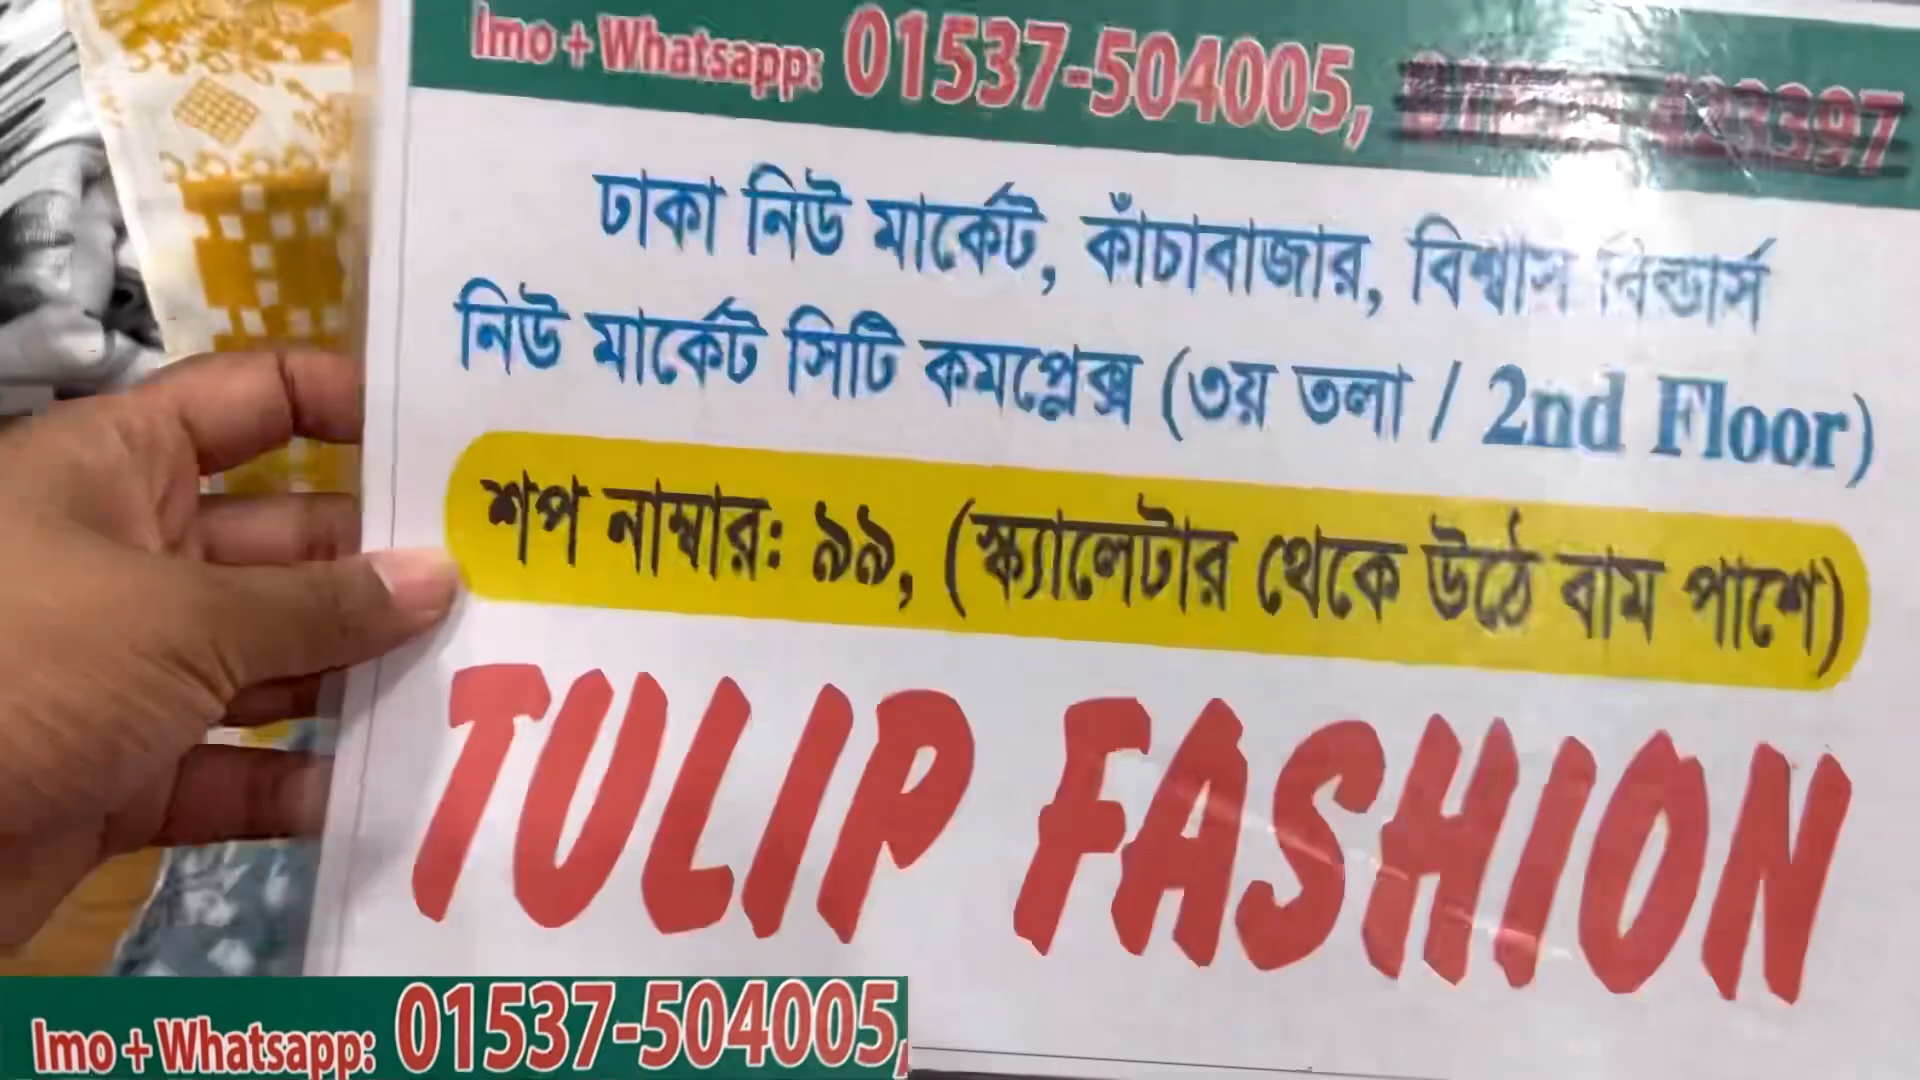 Imo + Whatsapp: 01537-504005,
ঢাকা নিউ মার্কেট, কাঁচাবাজার, বিশ্বাস বিল্ডার্স
নিউ মার্কেট সিটি কমপ্লেক্স (৩য় তলা / 2nd Floor)
শপ নাম্বার: ৯৯, (স্ক্যালেটার থেকে উঠে বাম পাশে)
TULIP FASHION
Imo + Whatsapp: 01537-504005,